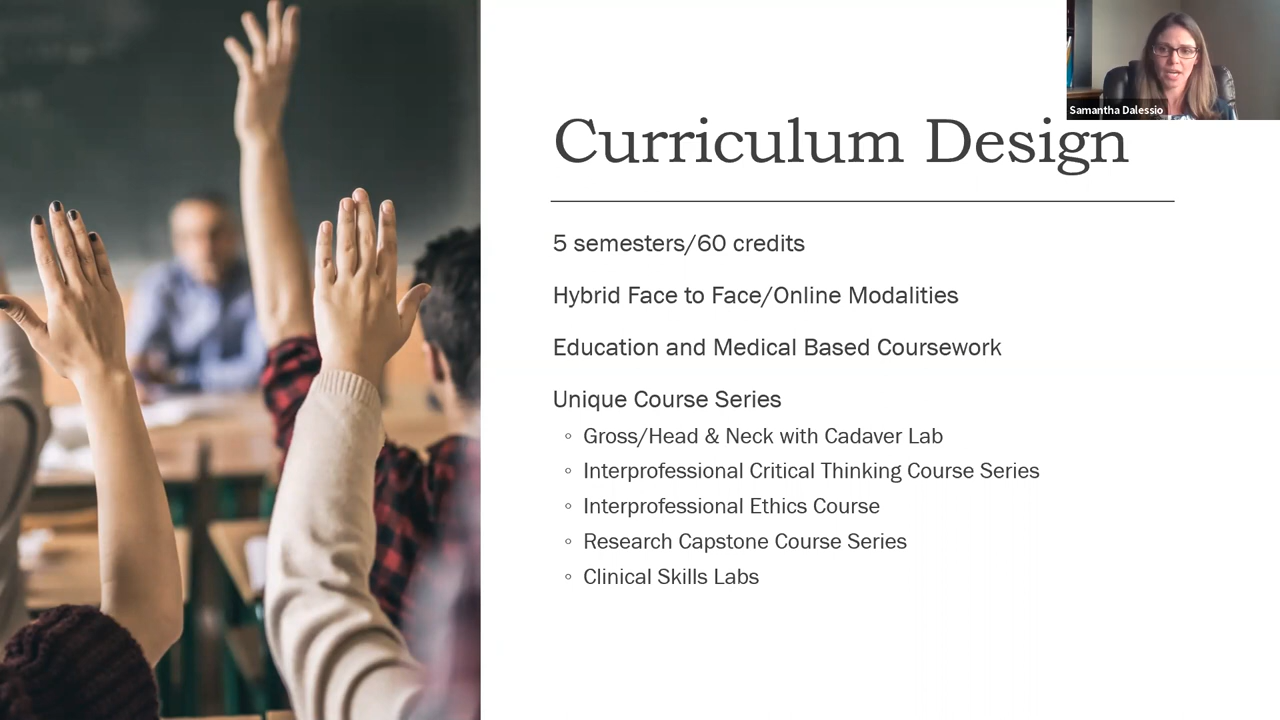 Samantha Dalessio
Curriculum Design
5 semesters/60 credits
Hybrid Face to Face/Online Modalities
Education and Medical Based Coursework
Unique Course Series
◦ Gross/Head & Neck with Cadaver Lab
◦ Interprofessional Critical Thinking Course Series
◦ Interprofessional Ethics Course
◦ Research Capstone Course Series
◦ Clinical Skills Labs